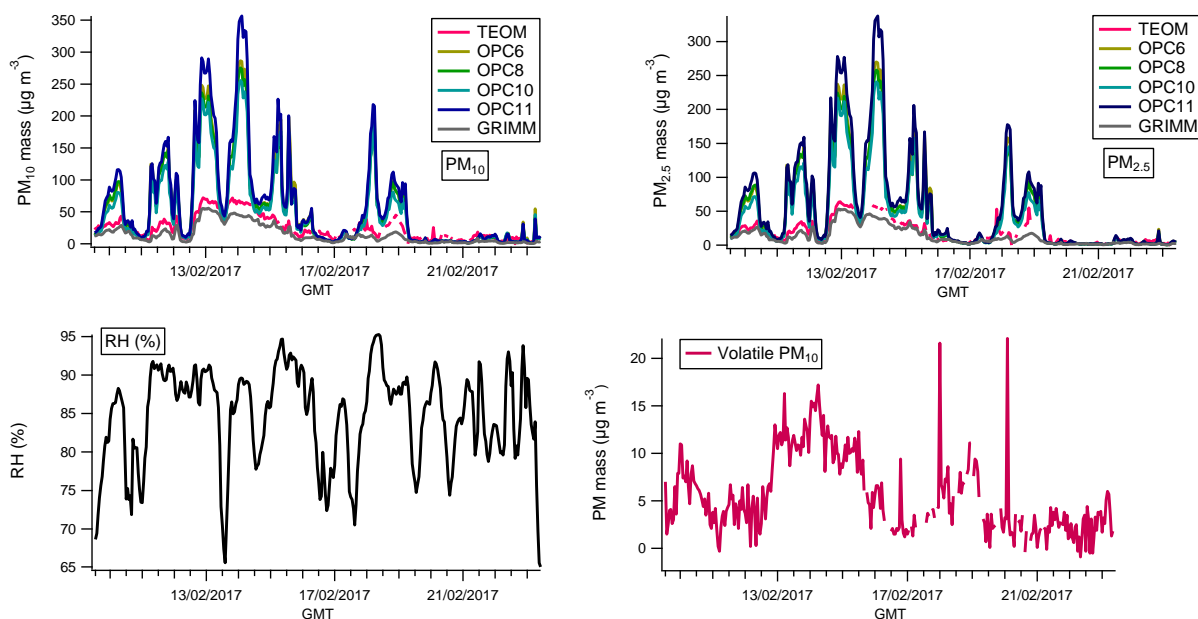 PM₁₀ mass (µg m⁻³)
350
300
250
200
150
100
50
0
TEOM
OPC6
OPC8
OPC10
OPC11
GRIMM
PM₁₀
13/02/2017
17/02/2017
21/02/2017
GMT
PM₂.₅ mass (µg m⁻³)
350
300
250
200
150
100
50
0
TEOM
OPC6
OPC8
OPC10
OPC11
GRIMM
PM₂.₅
13/02/2017
17/02/2017
21/02/2017
GMT
RH (%)
95
90
85
80
75
70
65
RH (%)
13/02/2017
17/02/2017
21/02/2017
GMT
PM mass (µg m⁻³)
20
15
10
5
0
Volatile PM₁₀
13/02/2017
17/02/2017
21/02/2017
GMT